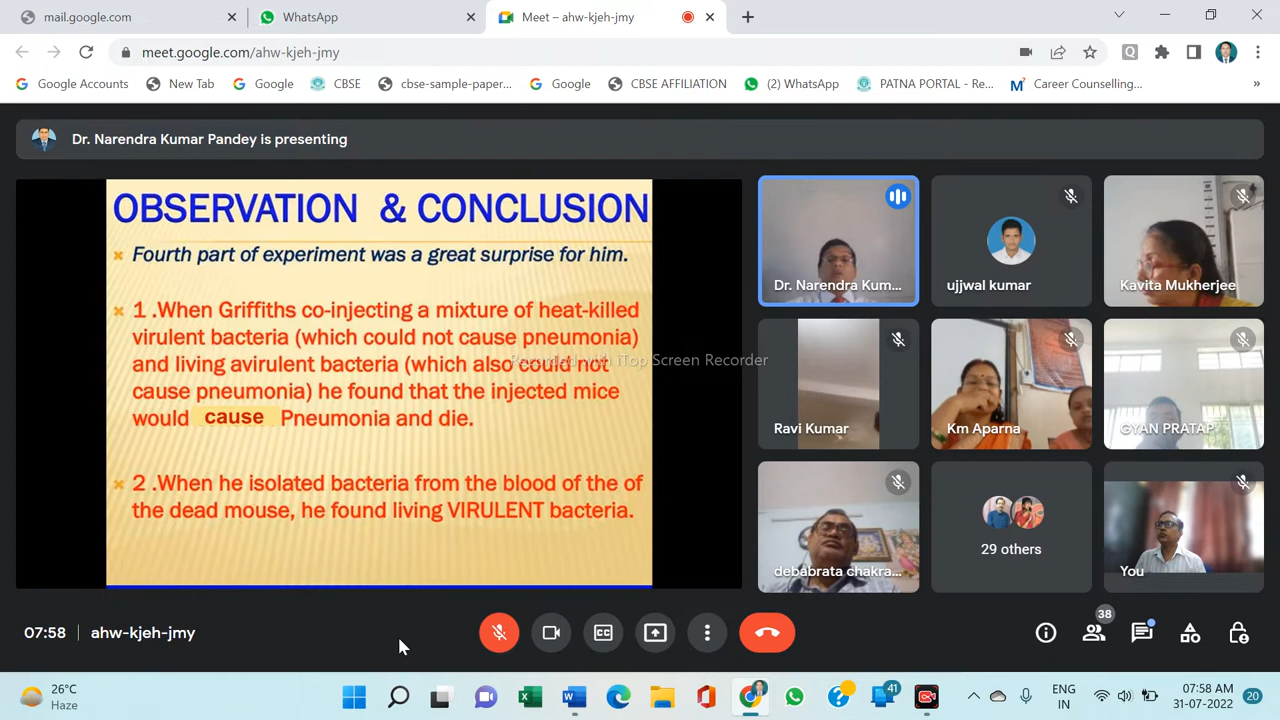 mail.google.com
WhatsApp
Meet – ahw-kjeh-jmy
meet.google.com/ahw-kjeh-jmy
Google Accounts
New Tab
Google
CBSE
cbse-sample-paper...
Google
CBSE AFFILIATION
(2) WhatsApp
PATNA PORTAL - Re...
Career Counselling...
»
Dr. Narendra Kumar Pandey is presenting
OBSERVATION & CONCLUSION
Fourth part of experiment was a great surprise for him.
1 .When Griffiths co-injecting a mixture of heat-killed
virulent bacteria (which could not cause pneumonia)
and living avirulent bacteria (which also could not
cause pneumonia) he found that the injected mice
would cause Pneumonia and die.
2 .When he isolated bacteria from the blood of the of
the dead mouse, he found living VIRULENT bacteria.
Recorded with iTop Screen Recorder
Dr. Narendra Kum...
ujjwal kumar
Kavita Mukherjee
Ravi Kumar
Km Aparna
GYAN PRATAP
debabrata chakra...
29 others
You
07:58 | ahw-kjeh-jmy
38
26°C
Haze
41
ENG
IN
07:58 AM
31-07-2022
20